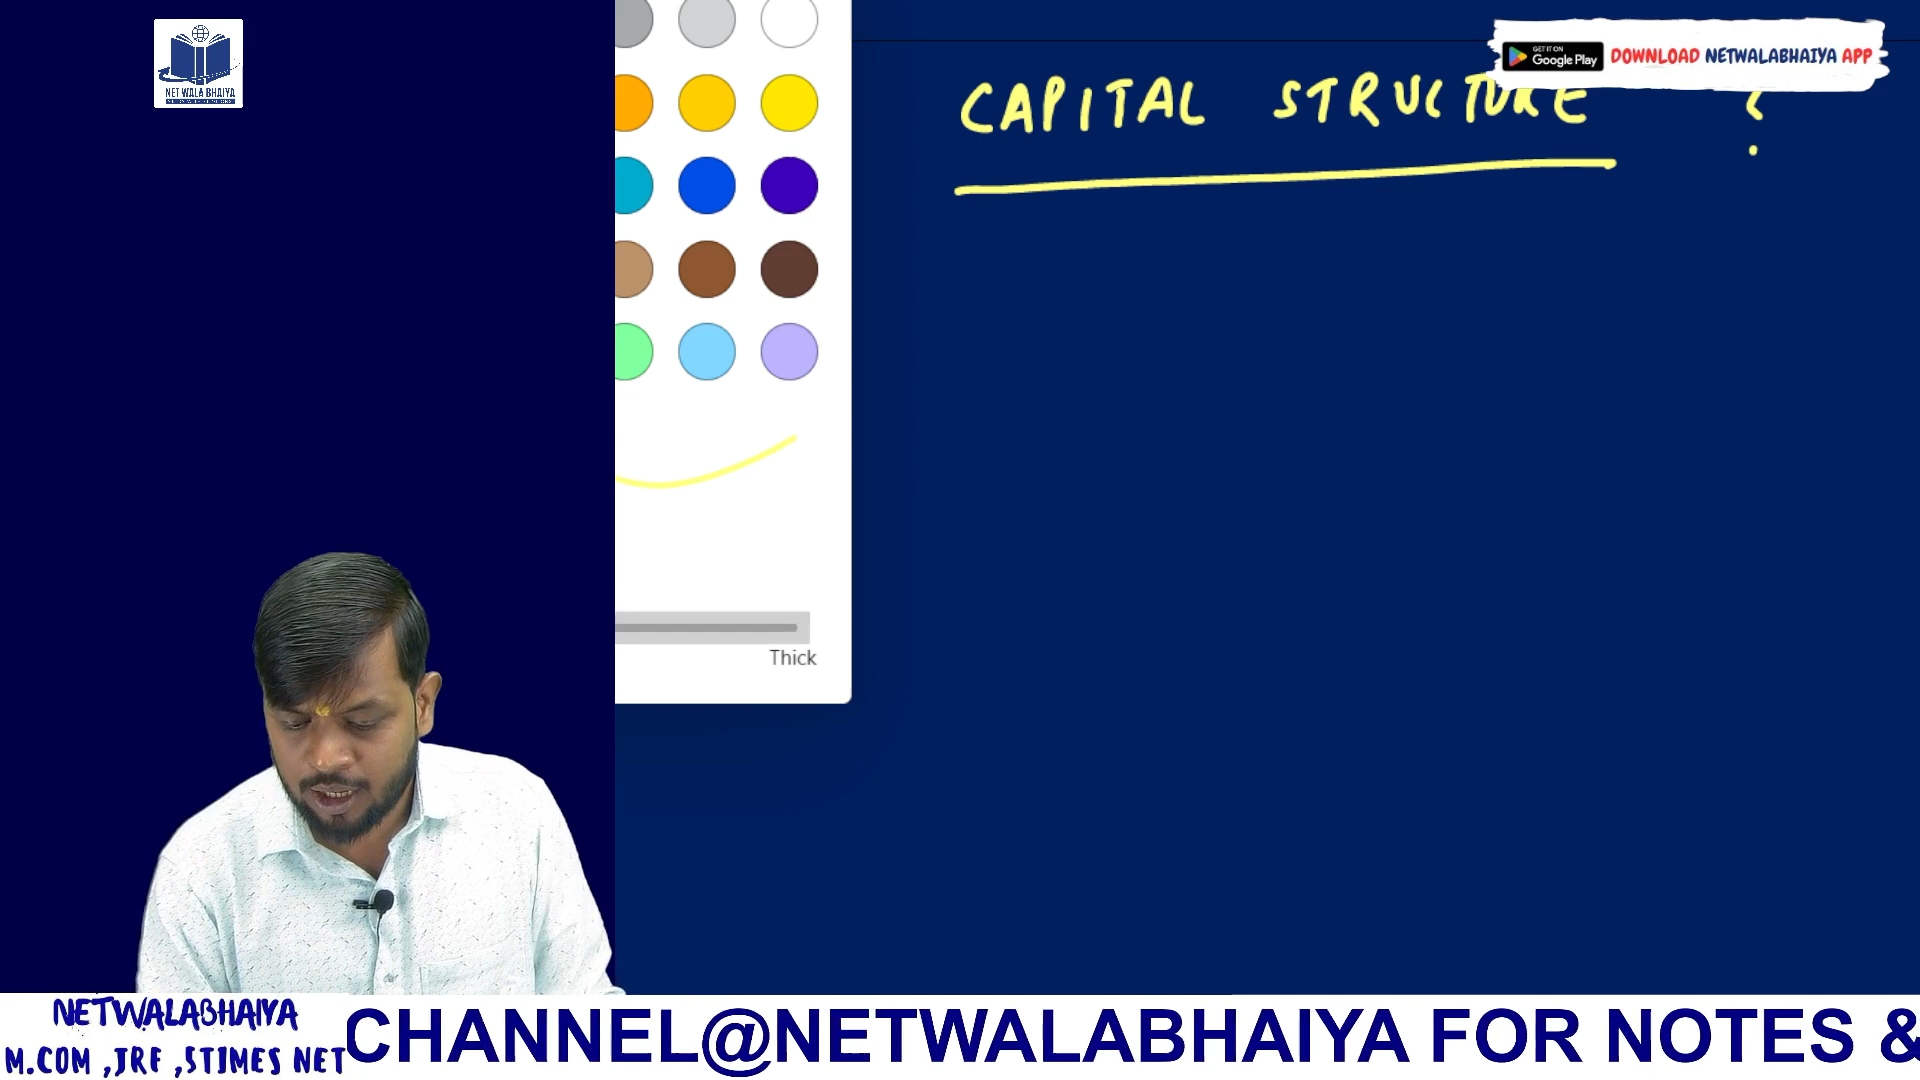 NET WALA BHAIYA
GET IT ON
Google Play
DOWNLOAD NETWALABHAIYA APP
CAPITAL STRUCTURE ?
Thick
NETWALABHAIYA
M.COM ,JRF ,5TIMES NET
CHANNEL@NETWALABHAIYA FOR NOTES &